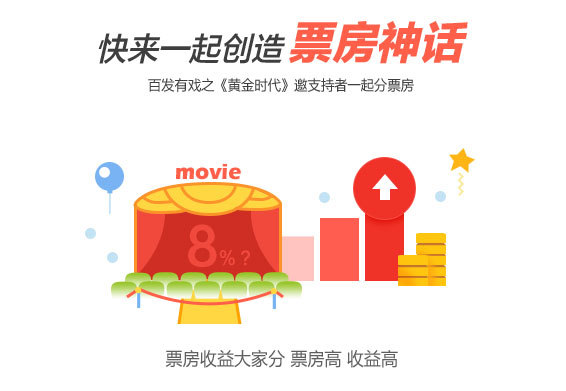 快来一起创造 票房神话
百发有戏之《黄金时代》邀支持者一起分票房
movie
8%?
票房收益大家分 票房高 收益高